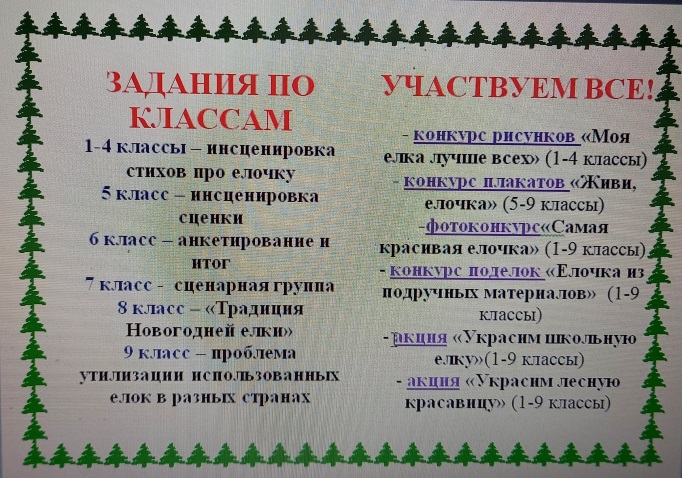 ЗАДАНИЯ ПО
КЛАССАМ
1-4 классы – инсценировка
стихов про елочку
5 класс – инсценировка
сценки
6 класс – анкетирование и
итог
7 класс - сценарная группа
8 класс – «Традиция
Новогодней елки»
9 класс – проблема
утилизации использованных
елок в разных странах
УЧАСТВУЕМ ВСЕ!
- конкурс рисунков «Моя
елка лучше всех» (1-4 классы)
- конкурс плакатов «Живи,
елочка» (5-9 классы)
-фотоконкурс«Самая
красивая елочка» (1-9 классы)
- конкурс поделок «Елочка из
подручных материалов» (1-9
классы)
- акция «Украсим школьную
елку»(1-9 классы)
- акция «Украсим лесную
красавицу» (1-9 классы)